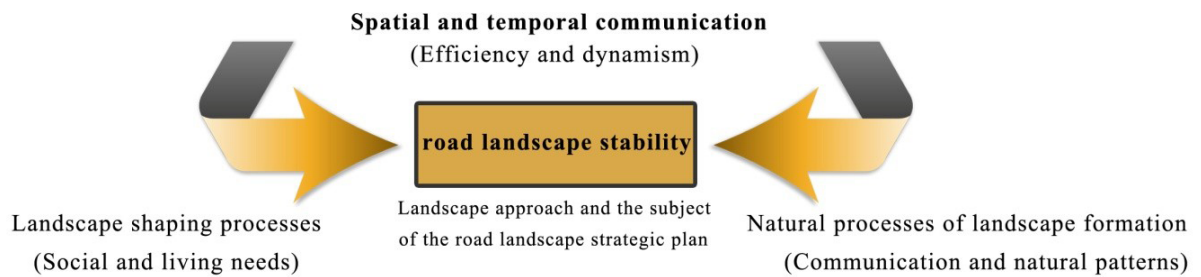 Spatial and temporal communication
(Efficiency and dynamism)
road landscape stability
Landscape approach and the subject
of the road landscape strategic plan
Landscape shaping processes
(Social and living needs)
Natural processes of landscape formation
(Communication and natural patterns)